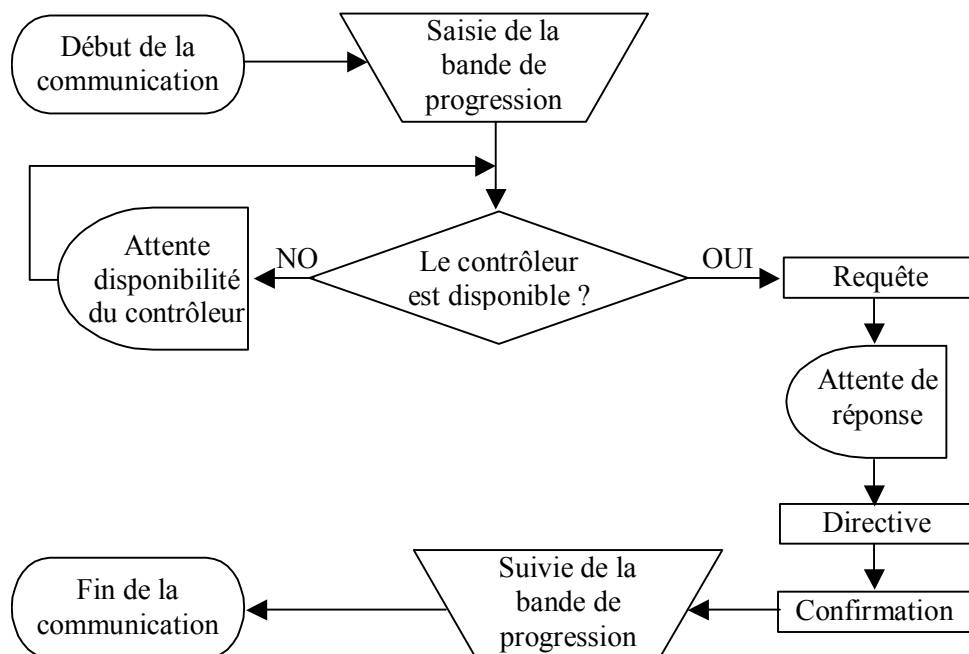 Début de la
communication
Saisie de la
bande de
progression
Attente
disponibilité
du contrôleur
NO
Le contrôleur
est disponible ?
OUI
Requête
Attente de
réponse
Directive
Confirmation
Suivie de la
bande de
progression
Fin de la
communication